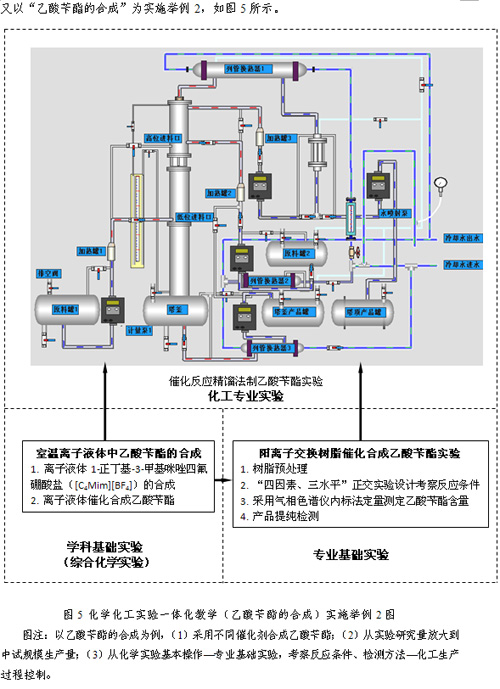 又以“乙酸苄酯的合成”为实施举例 2，如图 5 所示。
列管换热器1
高位进料口
加热罐3
加热罐2
低位进料口
水喷射泵
加热罐1
冷却水出水
排空阀
原料罐2
冷却水进水
列管换热器2
原料罐1
塔釜
塔釜产品罐
塔顶产品罐
计量泵1
列管换热器3
催化反应精馏法制乙酸苄酯实验
化工专业实验
室温离子液体中乙酸苄酯的合成
1. 离子液体 1-正丁基-3-甲基咪唑四氟
硼酸盐（[C₄Mim][BF₄]）的合成
2. 离子液体催化合成乙酸苄酯
学科基础实验
（综合化学实验）
阳离子交换树脂催化合成乙酸苄酯实验
1. 树脂预处理
2. “四因素、三水平”正交实验设计考察反应条件
3. 采用气相色谱仪内标法定量测定乙酸苄酯含量
4. 产品提纯检测
专业基础实验
图 5 化学化工实验一体化教学（乙酸苄酯的合成）实施举例 2 图
图注：以乙酸苄酯的合成为例，（1）采用不同催化剂合成乙酸苄酯；（2）从实验研究量放大到
中试规模生产量；（3）从化学实验基本操作—专业基础实验，考察反应条件、检测方法—化工生产
过程控制。